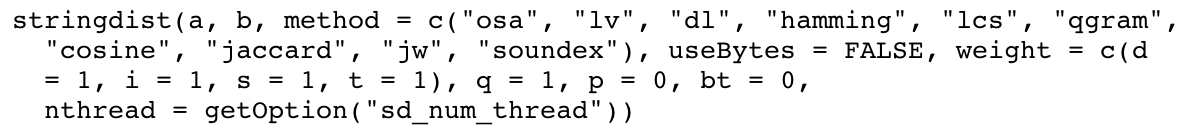 stringdist(a, b, method = c("osa", "lv", "dl", "hamming", "lcs", "qgram",
"cosine", "jaccard", "jw", "soundex"), useBytes = FALSE, weight = c(d
= 1, i = 1, s = 1, t = 1), q = 1, p = 0, bt = 0,
nthread = getOption("sd_num_thread"))